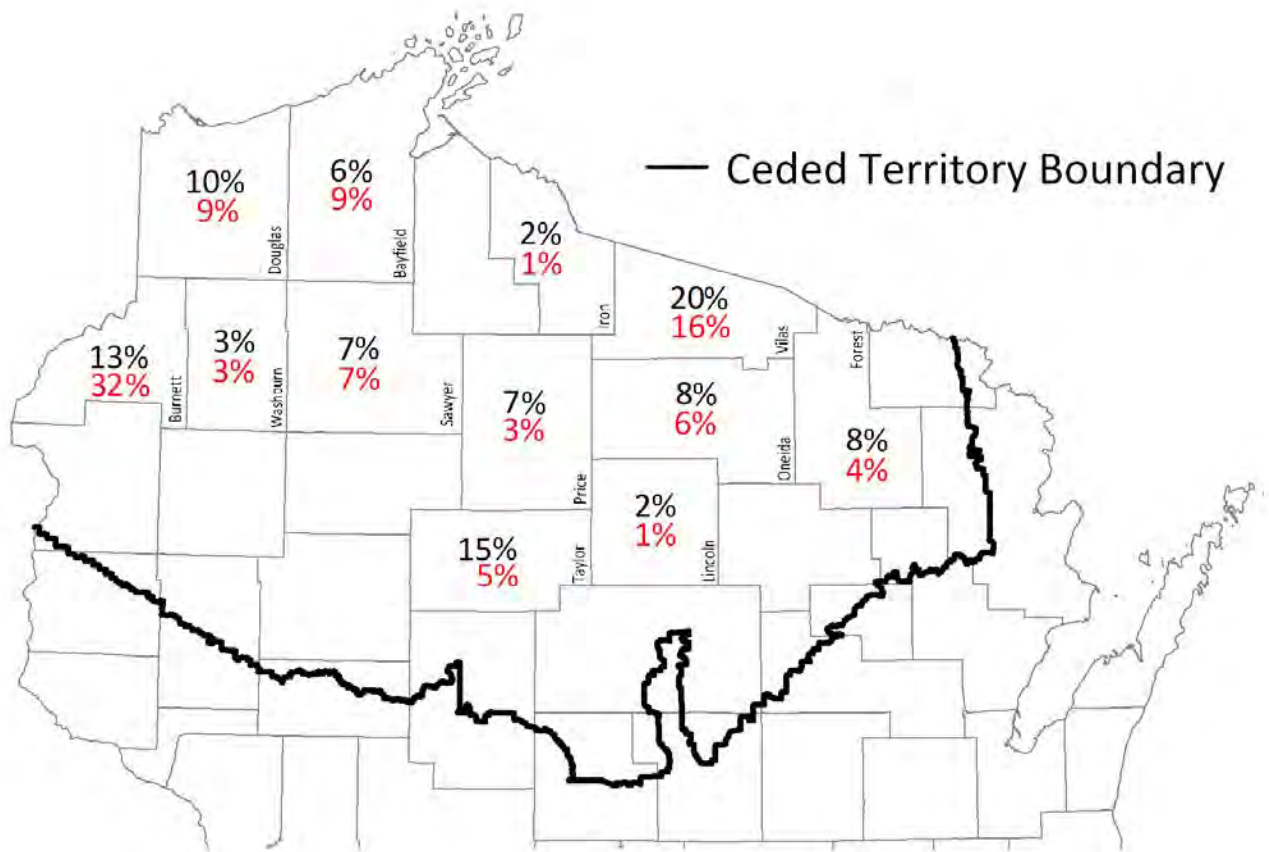 Ceded Territory Boundary
10%
9%
Douglas
6%
9%
Bayfield
2%
1%
Iron
20%
16%
Vilas
Forest
13%
32%
Burnett
3%
3%
Washburn
7%
7%
Sawyer
7%
3%
Price
8%
6%
Oneida
8%
4%
15%
5%
Taylor
2%
1%
Lincoln